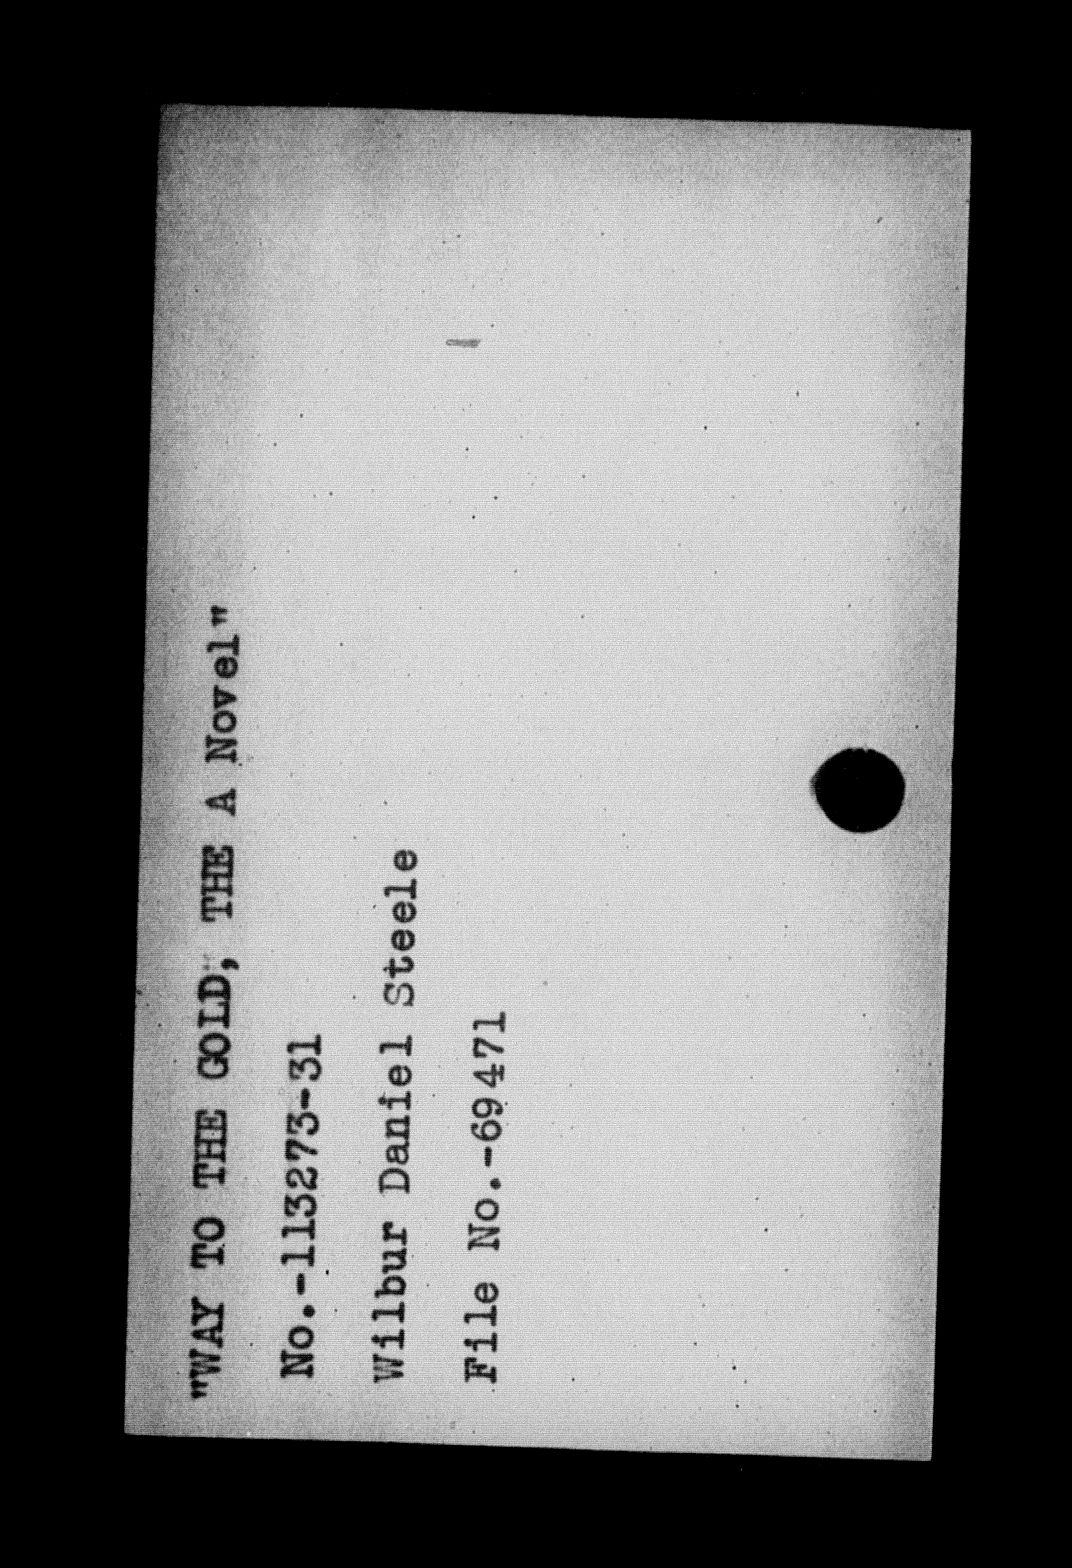 "WAY TO THE GOLD, THE A Novel"
No.-113273-31
Wilbur Daniel Steele
File No.-69471